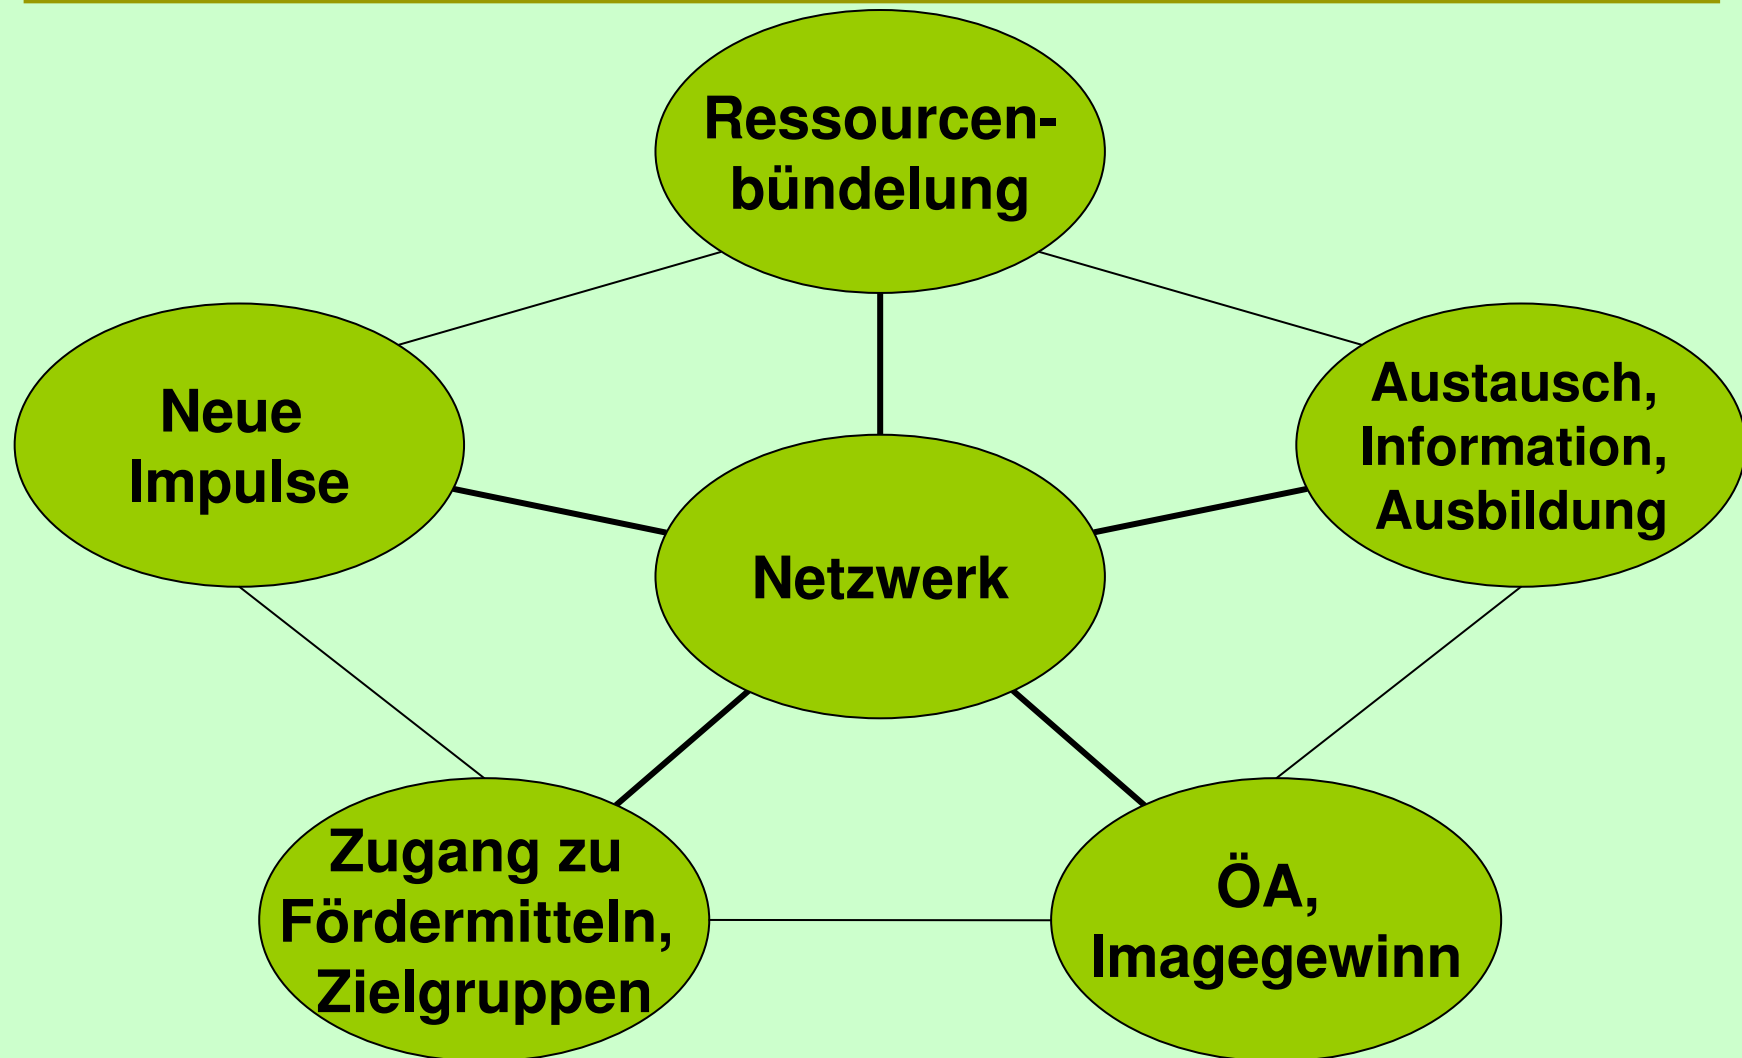 Ressourcen-
bündelung
Neue
Impulse
Austausch,
Information,
Ausbildung
Netzwerk
Zugang zu
Fördermitteln,
Zielgruppen
ÖA,
Imagegewinn